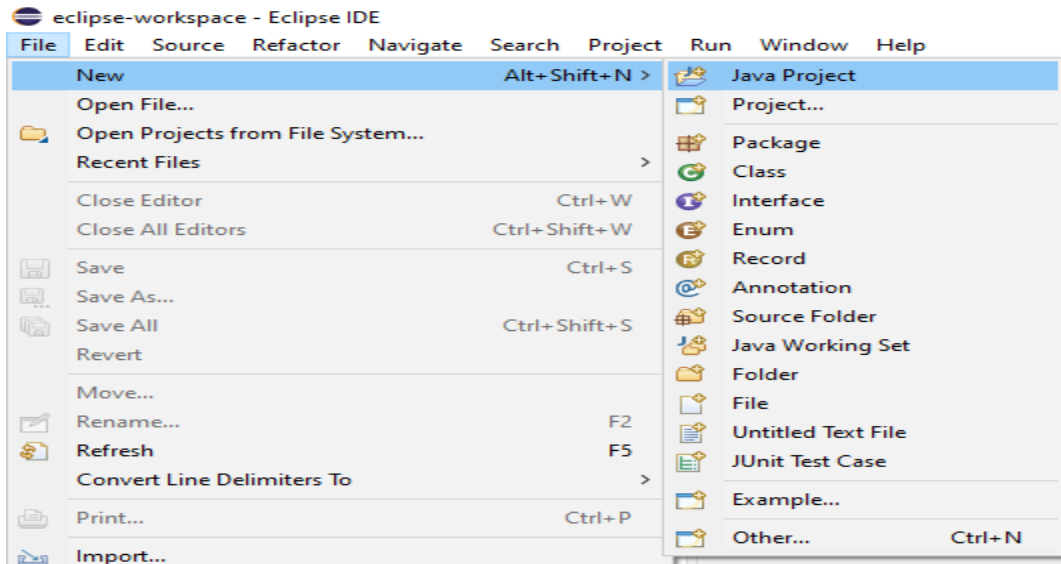 eclipse-workspace - Eclipse IDE
File Edit Source Refactor Navigate Search Project Run Window Help
New Alt+Shift+N >
Open File...
Open Projects from File System...
Recent Files >
Close Editor Ctrl+W
Close All Editors Ctrl+Shift+W
Save Ctrl+S
Save As...
Save All Ctrl+Shift+S
Revert
Move...
Rename... F2
Refresh F5
Convert Line Delimiters To >
Print... Ctrl+P
Import...
Java Project
Project...
Package
Class
Interface
Enum
Record
Annotation
Source Folder
Java Working Set
Folder
File
Untitled Text File
JUnit Test Case
Example...
Other... Ctrl+N